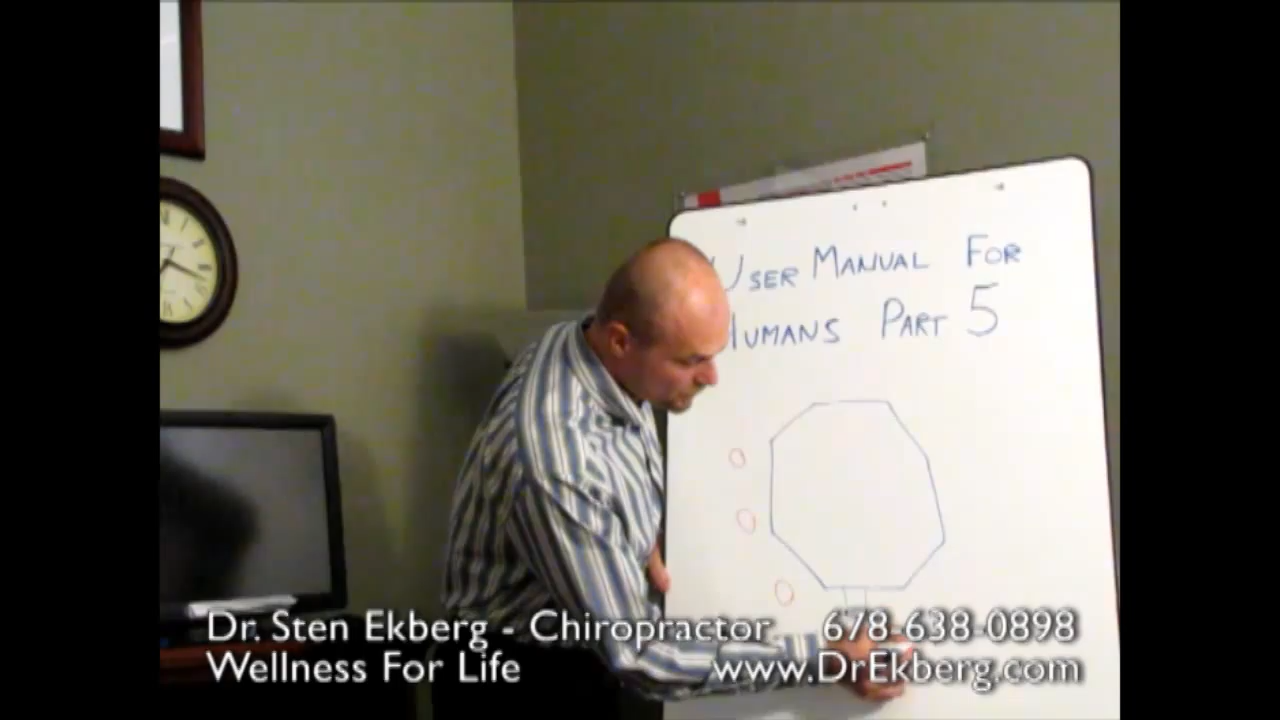 USER MANUAL FOR
HUMANS PART 5
Dr. Sten Ekberg - Chiropractor 678-638-0898
Wellness For Life www.DrEkberg.com